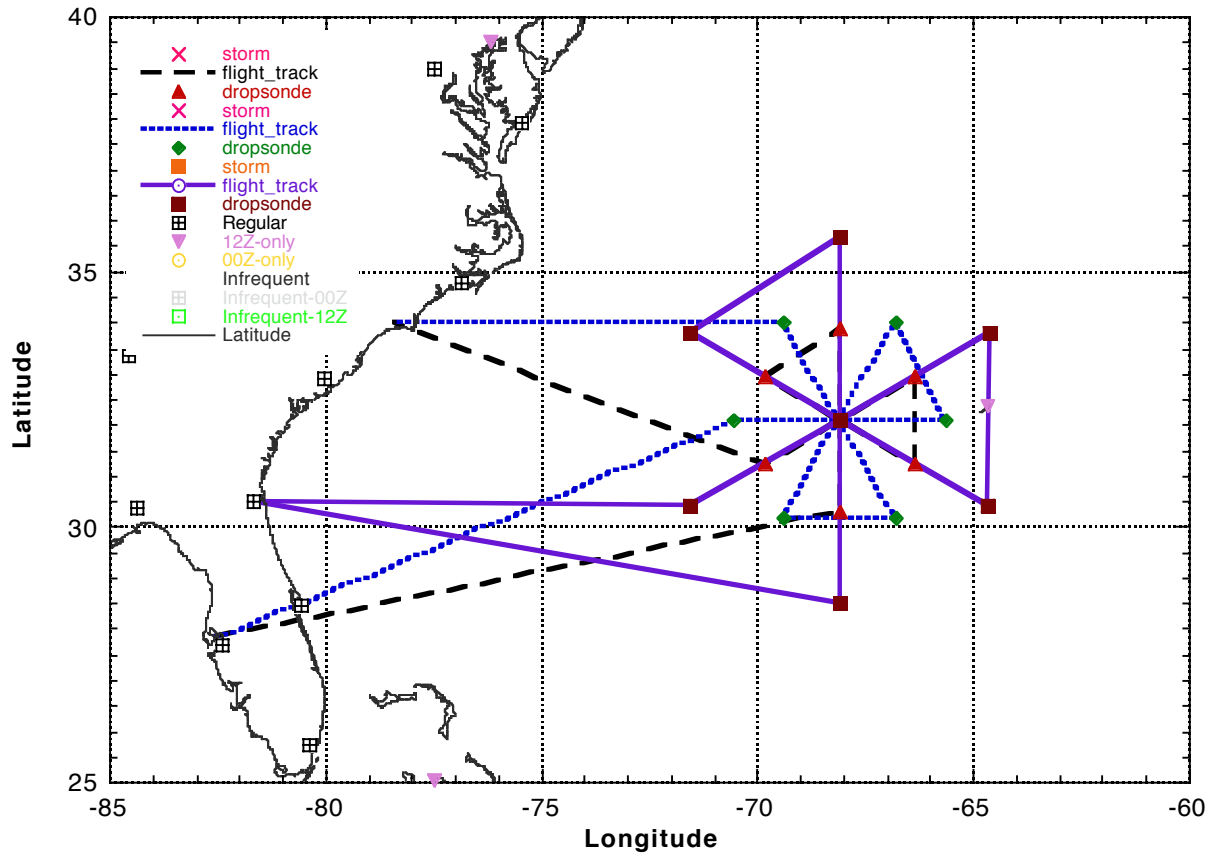 40
storm
flight_track
dropsonde
storm
flight_track
dropsonde
storm
flight_track
dropsonde
Regular
12Z-only
00Z-only
Infrequent
Infrequent-00Z
Infrequent-12Z
Latitude
35
30
25
Latitude
-85
-80
-75
-70
-65
-60
Longitude